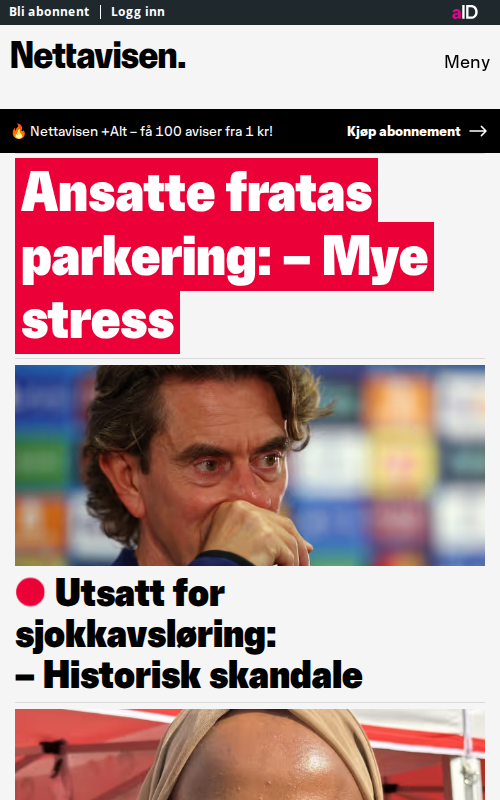 Bli abonnent | Logg inn
aID
Nettavisen.
Meny
🔥 Nettavisen +Alt – få 100 aviser fra 1 kr!
Kjøp abonnement →
Ansatte fratas
parkering: – Mye
stress
Utsatt for
sjokkavsløring:
– Historisk skandale